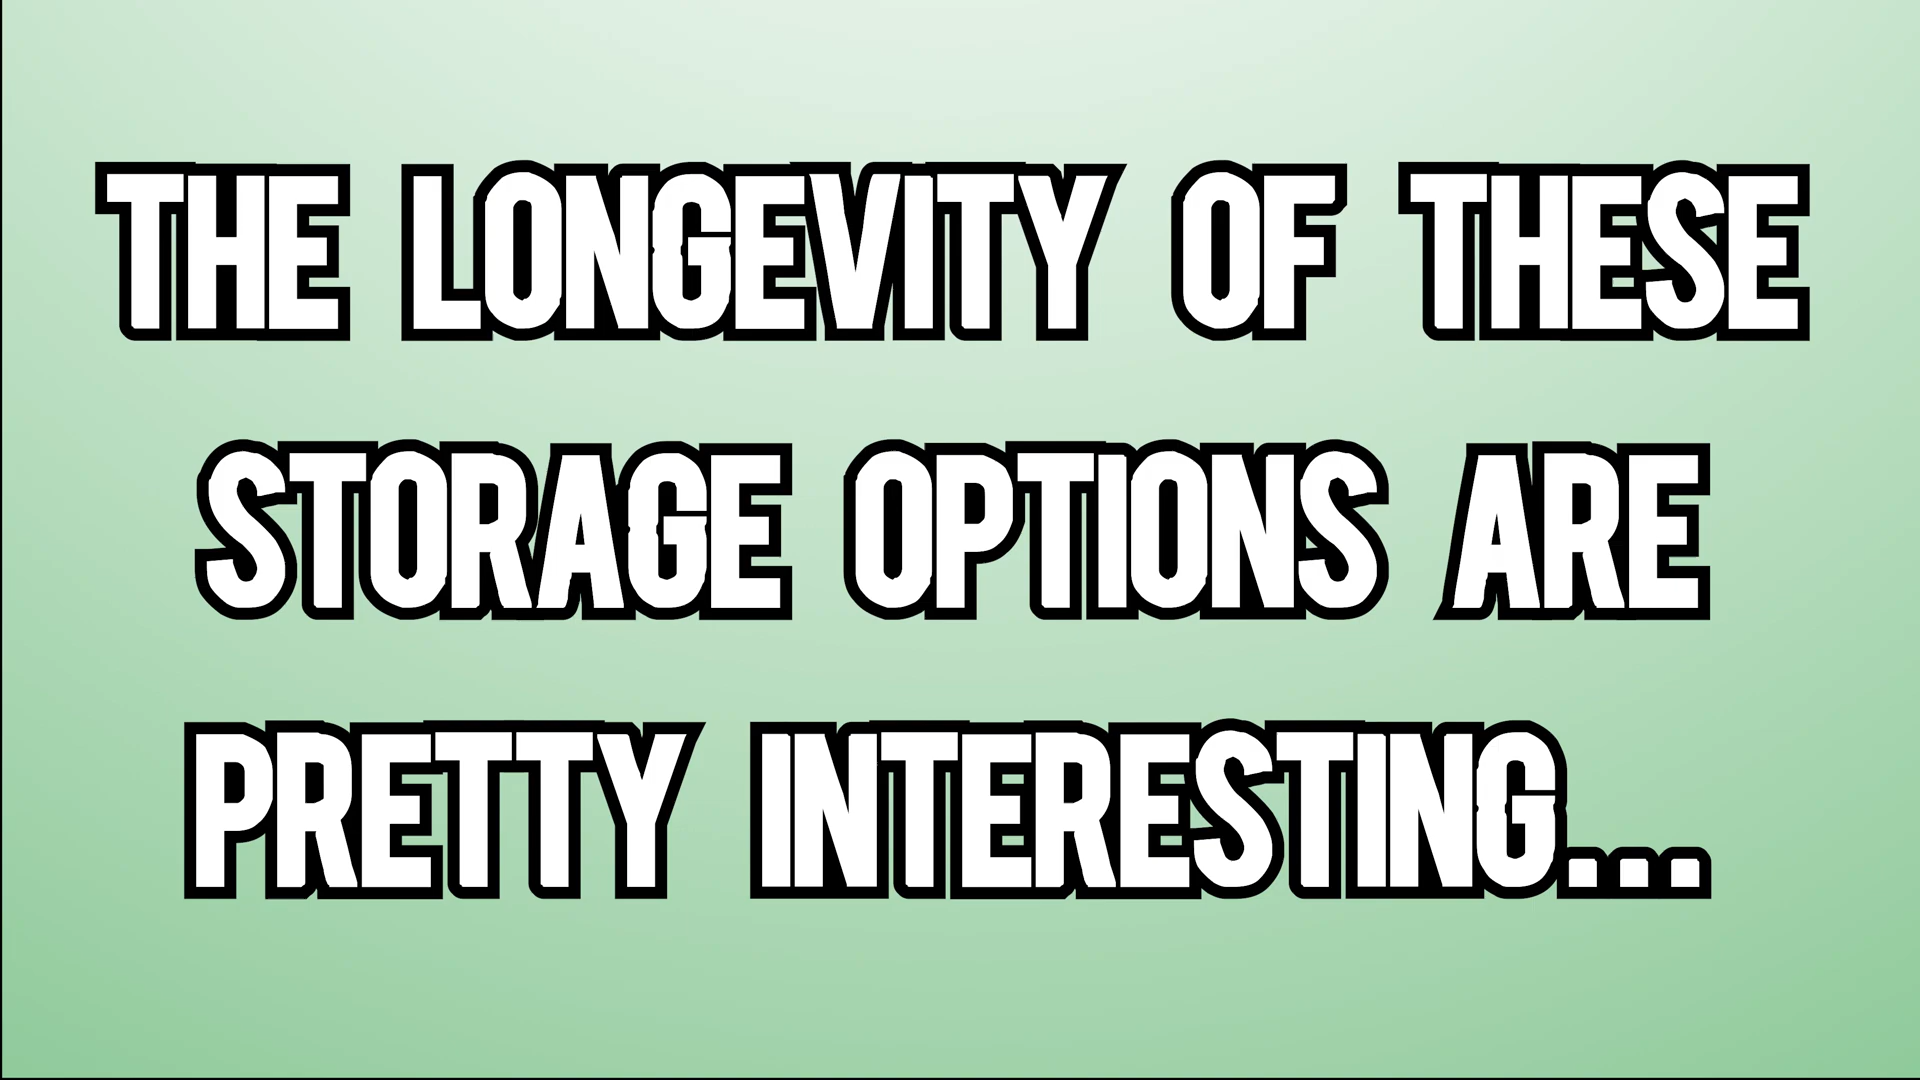 THE LONGEVITY OF THESE
STORAGE OPTIONS ARE
PRETTY INTERESTING...